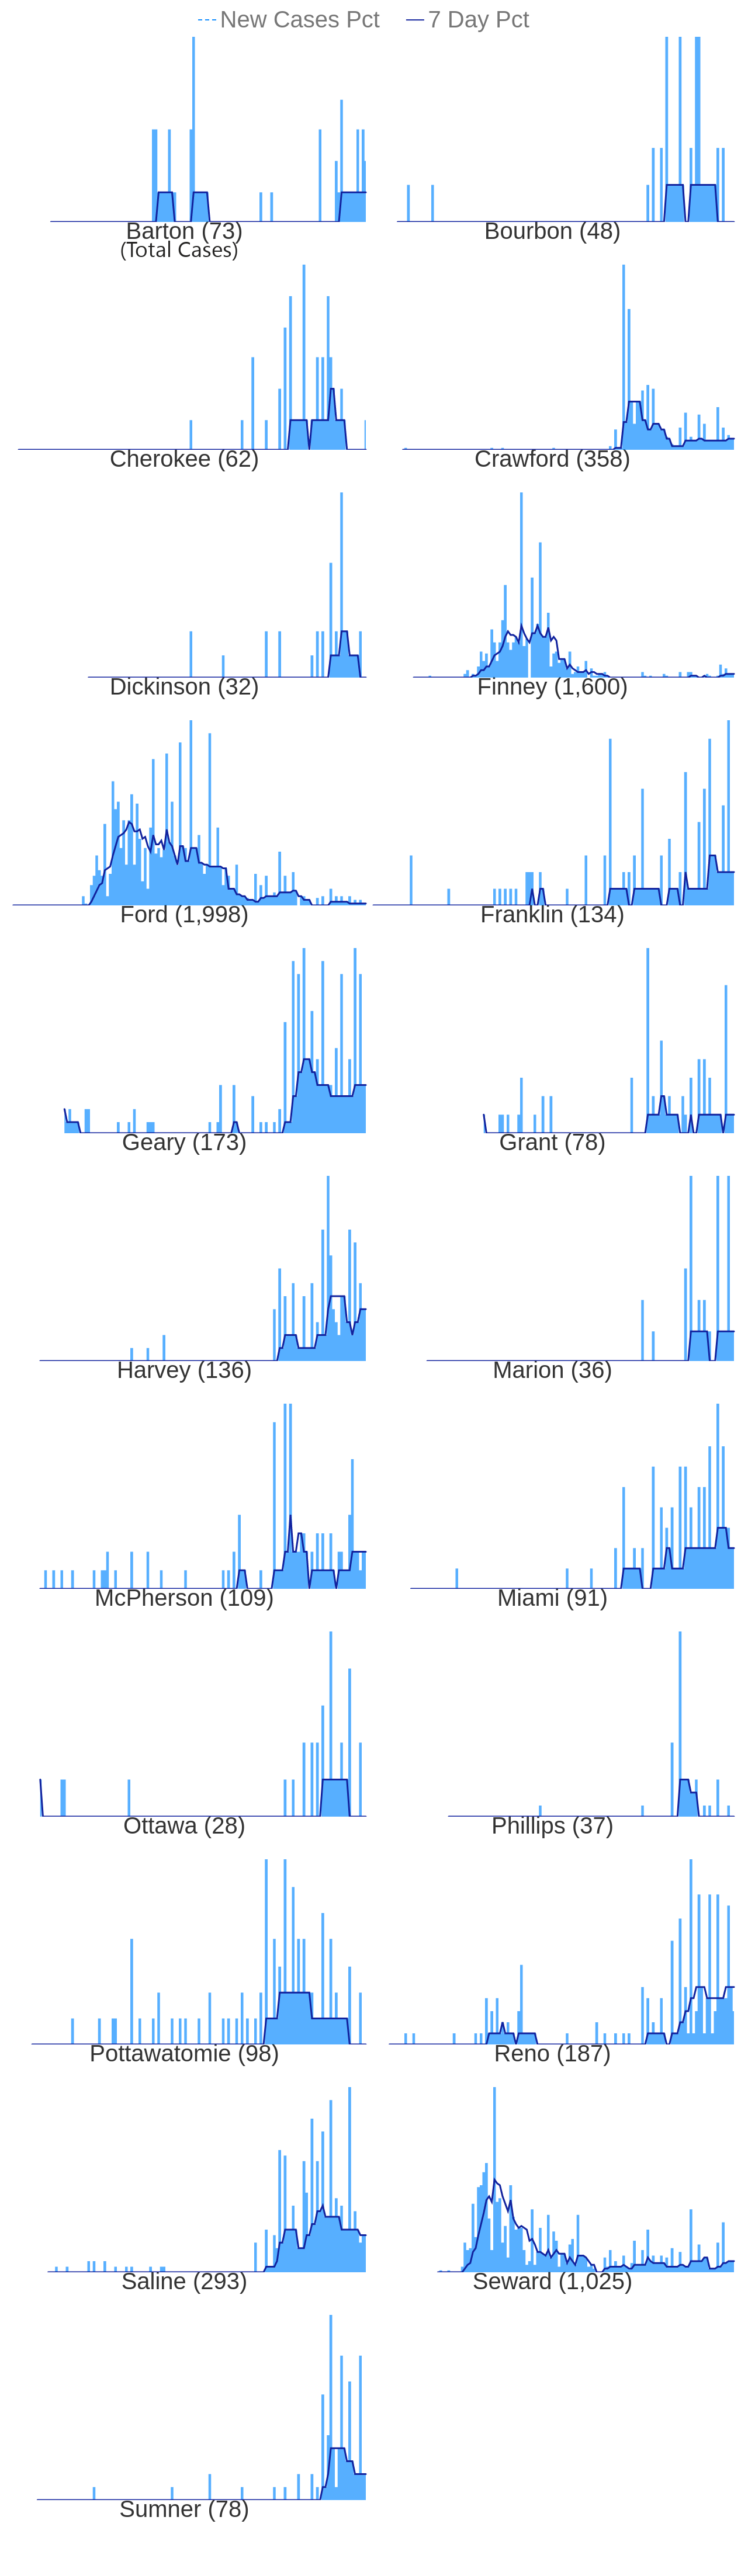 New Cases Pct 7 Day Pct
Barton (73) Bourbon (48)
(Total Cases)
Cherokee (62) Crawford (358)
Dickinson (32) Finney (1,600)
Ford (1,998) Franklin (134)
Geary (173) Grant (78)
Harvey (136) Marion (36)
McPherson (109) Miami (91)
Ottawa (28) Phillips (37)
Pottawatomie (98) Reno (187)
Saline (293) Seward (1,025)
Sumner (78)